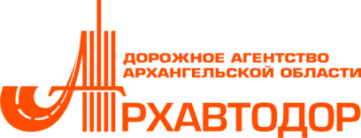 ДОРОЖНОЕ АГЕНТСТВО
АРХАНГЕЛЬСКОЙ ОБЛАСТИ
АРХАВТОДОР